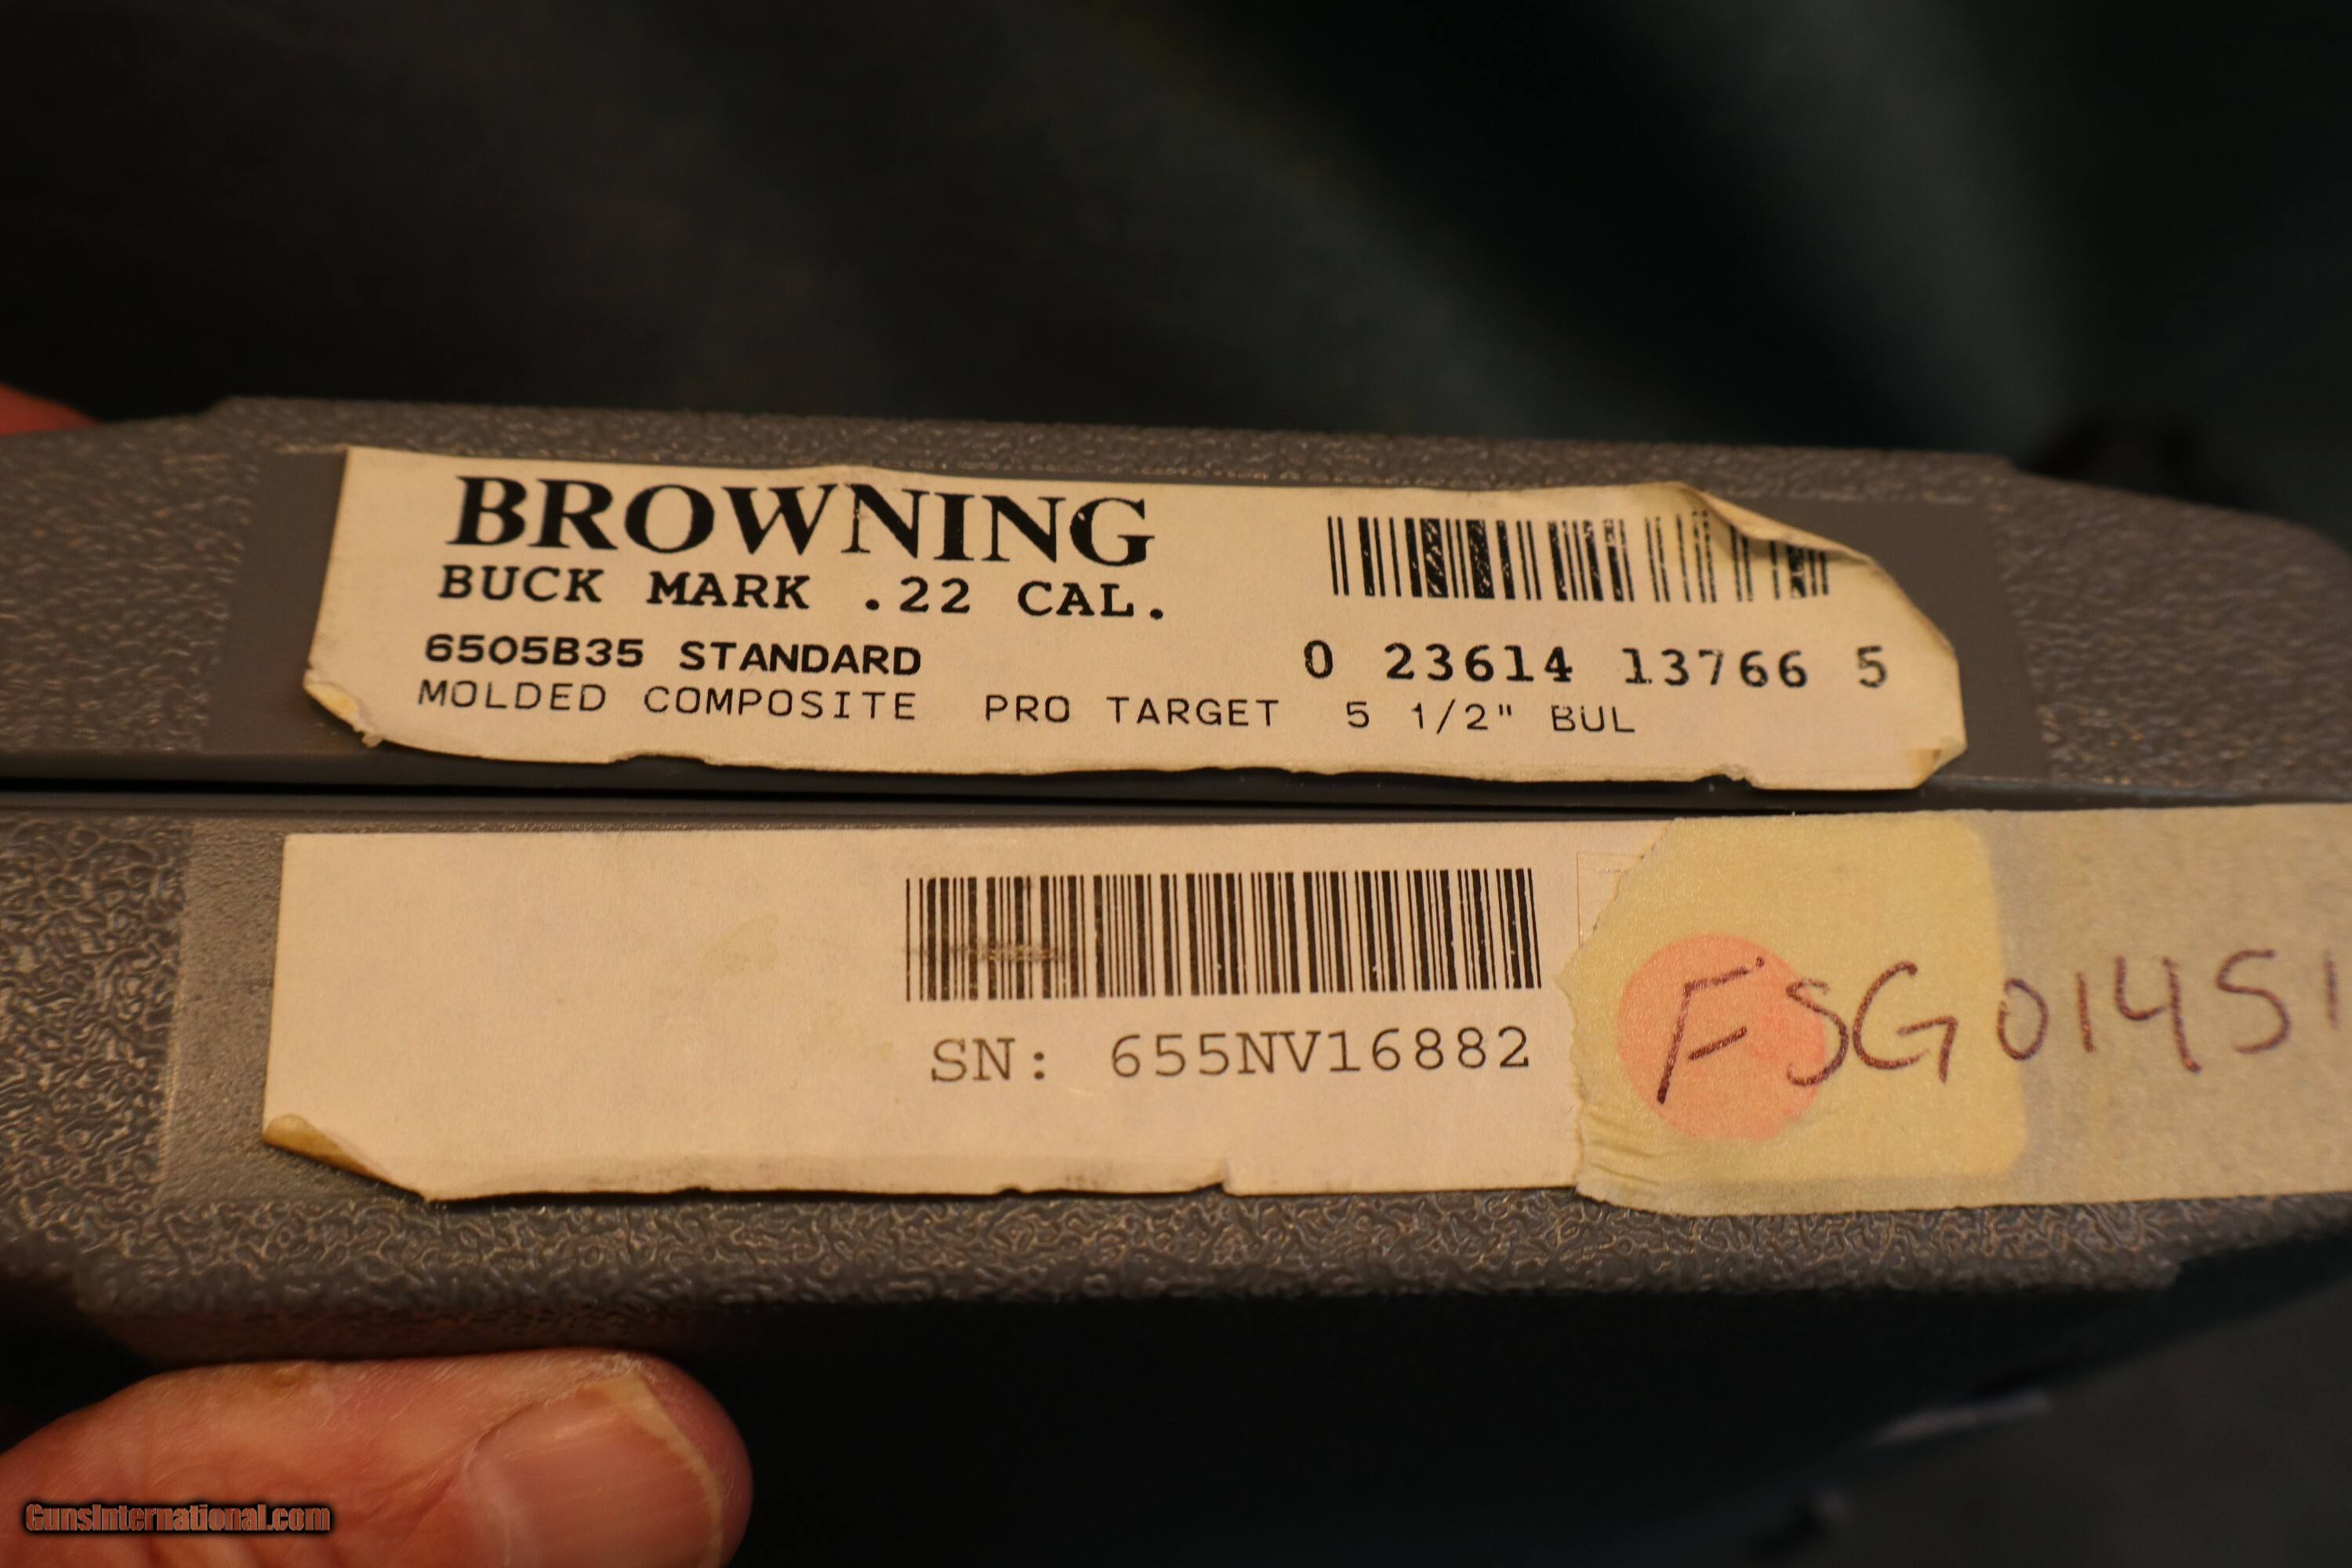 BROWNING
BUCK MARK .22 CAL.
6505B35 STANDARD
0 23614 13766 5
MOLDED COMPOSITE PRO TARGET 5 1/2" BUL
SN: 655NV16882
FSG01451
GunsInternational.com